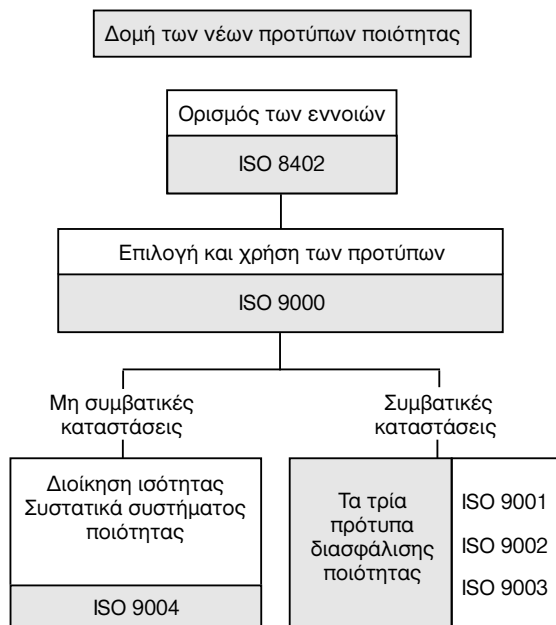 Δομή των νέων προτύπων ποιότητας
Ορισμός των εννοιών
ISO 8402
Επιλογή και χρήση των προτύπων
ISO 9000
Μη συμβατικές
καταστάσεις
Διοίκηση ισότητας
Συστατικά συστήματος
ποιότητας
ISO 9004
Συμβατικές
καταστάσεις
Τα τρία
πρότυπα
διασφάλισης
ποιότητας
ISO 9001
ISO 9002
ISO 9003